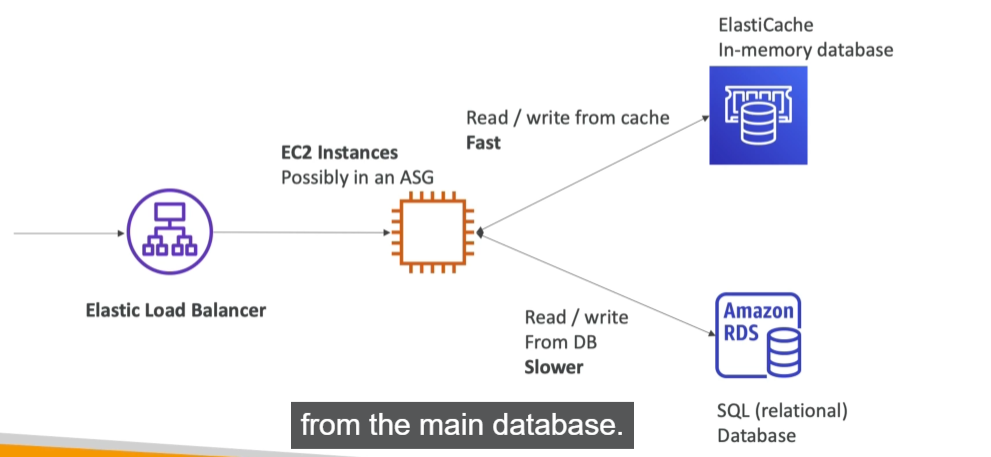 ElastiCache
In-memory database
Read / write from cache
Fast
EC2 Instances
Possibly in an ASG
Elastic Load Balancer
Read / write
From DB
Slower
Amazon
RDS
SQL (relational)
Database
from the main database.